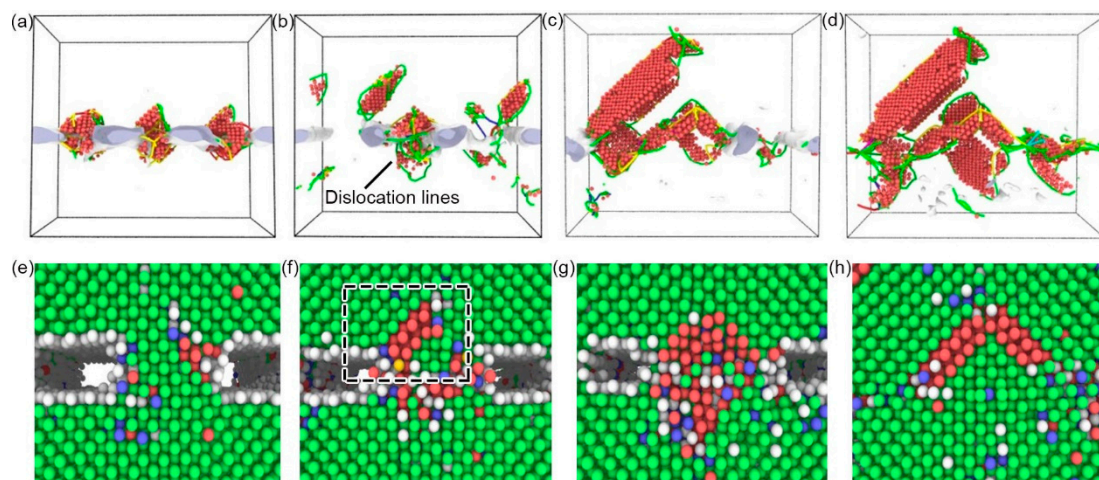 (a)
(b)
(c)
(d)
Dislocation lines
(e)
(f)
(g)
(h)